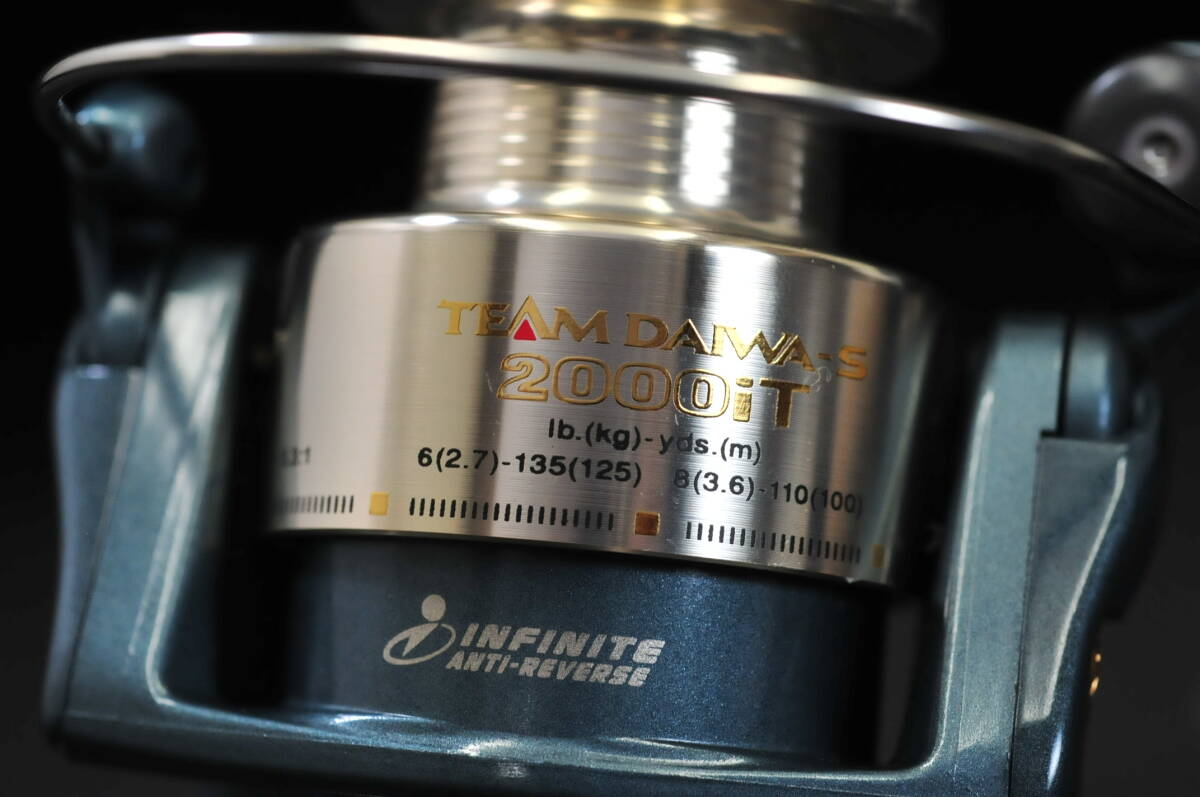 TEAM DAIWA-S
2000iT
lb.(kg)-yds.(m)
6(2.7)-135(125) 8(3.6)-110(100)
INFINITE
ANTI-REVERSE